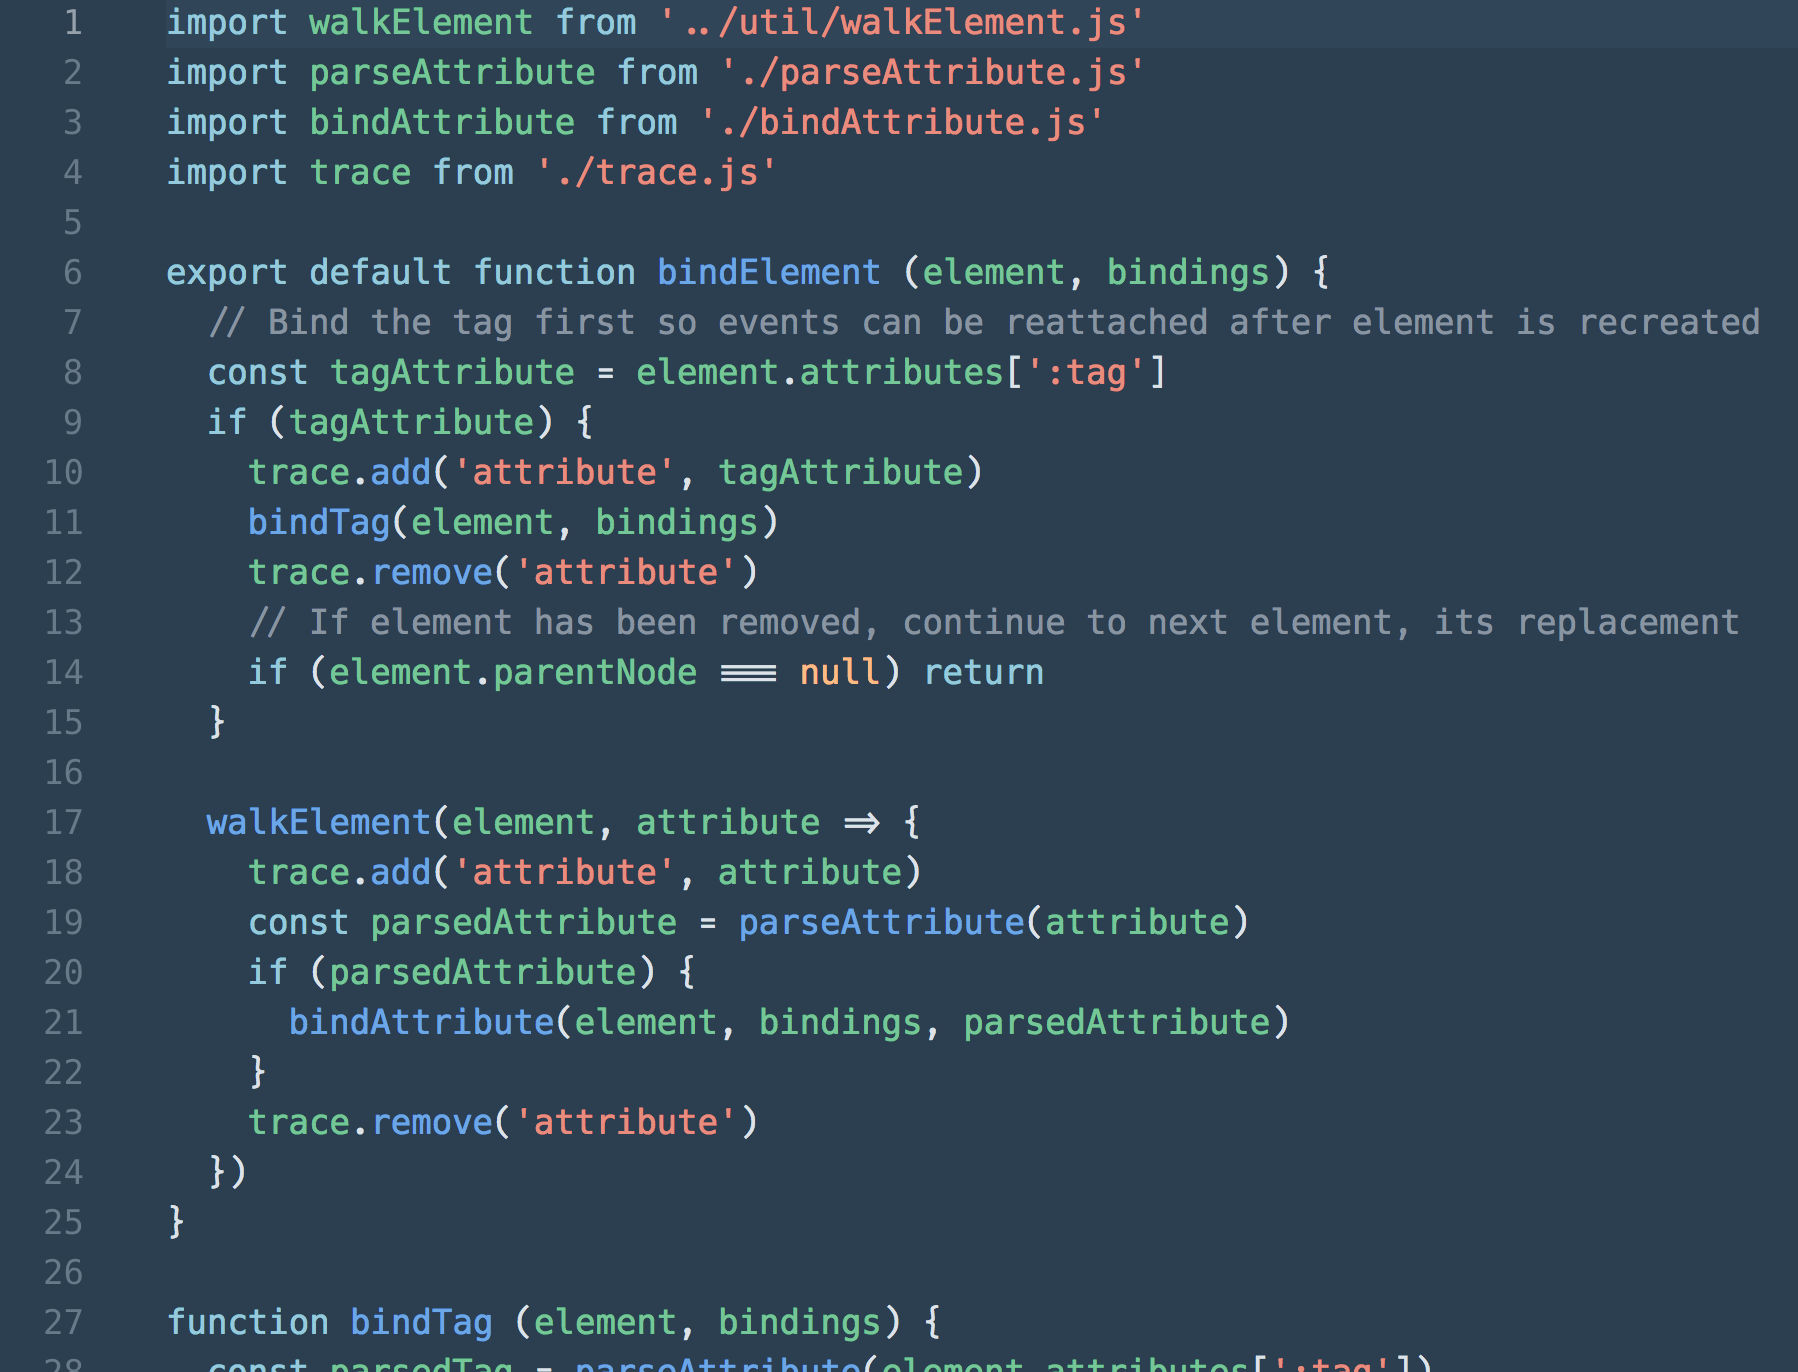 1 import walkElement from '../util/walkElement.js'
2 import parseAttribute from './parseAttribute.js'
3 import bindAttribute from './bindAttribute.js'
4 import trace from './trace.js'
5
6 export default function bindElement (element, bindings) {
7   // Bind the tag first so events can be reattached after element is recreated
8   const tagAttribute = element.attributes[':tag']
9   if (tagAttribute) {
10     trace.add('attribute', tagAttribute)
11     bindTag(element, bindings)
12     trace.remove('attribute')
13     // If element has been removed, continue to next element, its replacement
14     if (element.parentNode === null) return
15   }
16
17   walkElement(element, attribute => {
18     trace.add('attribute', attribute)
19     const parsedAttribute = parseAttribute(attribute)
20     if (parsedAttribute) {
21       bindAttribute(element, bindings, parsedAttribute)
22     }
23     trace.remove('attribute')
24   })
25 }
26
27 function bindTag (element, bindings) {
28   const parsedTag = parseAttribute(element.attributes[':tag'])